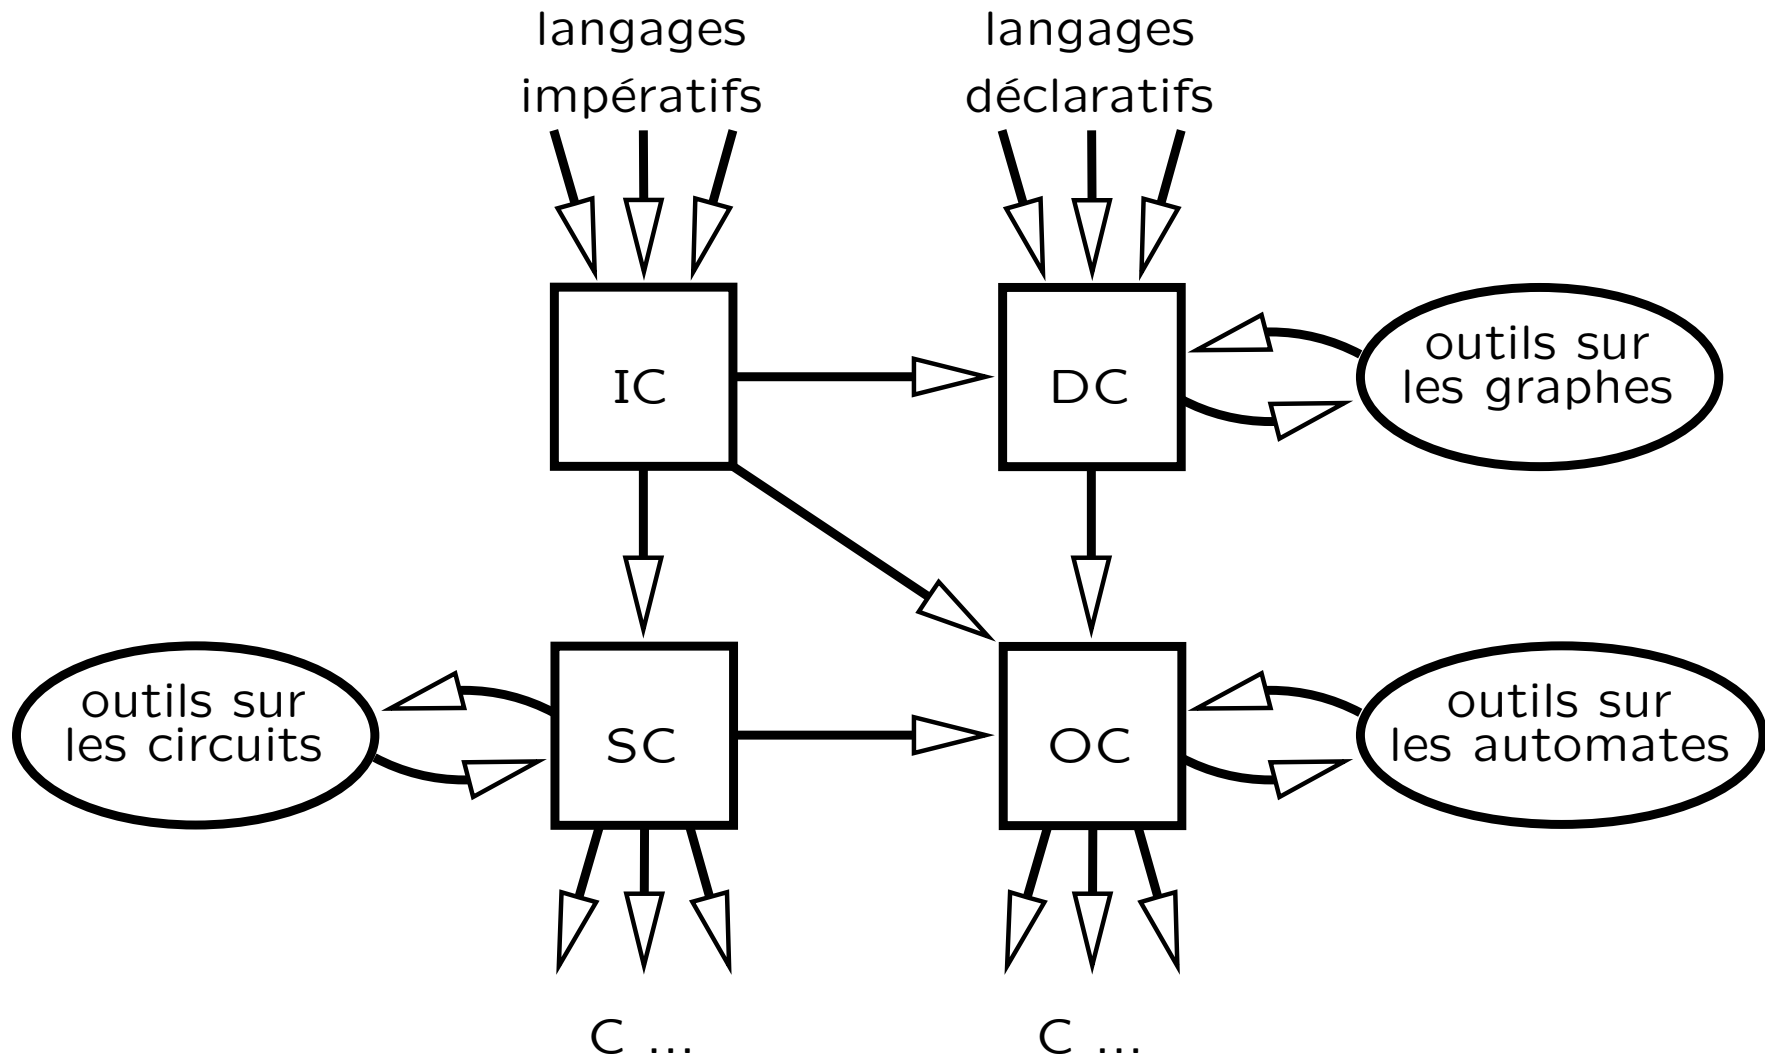 langages
impératifs
langages
déclaratifs
IC
DC
outils sur
les graphes
outils sur
les circuits
SC
OC
outils sur
les automates
C ...
C ...